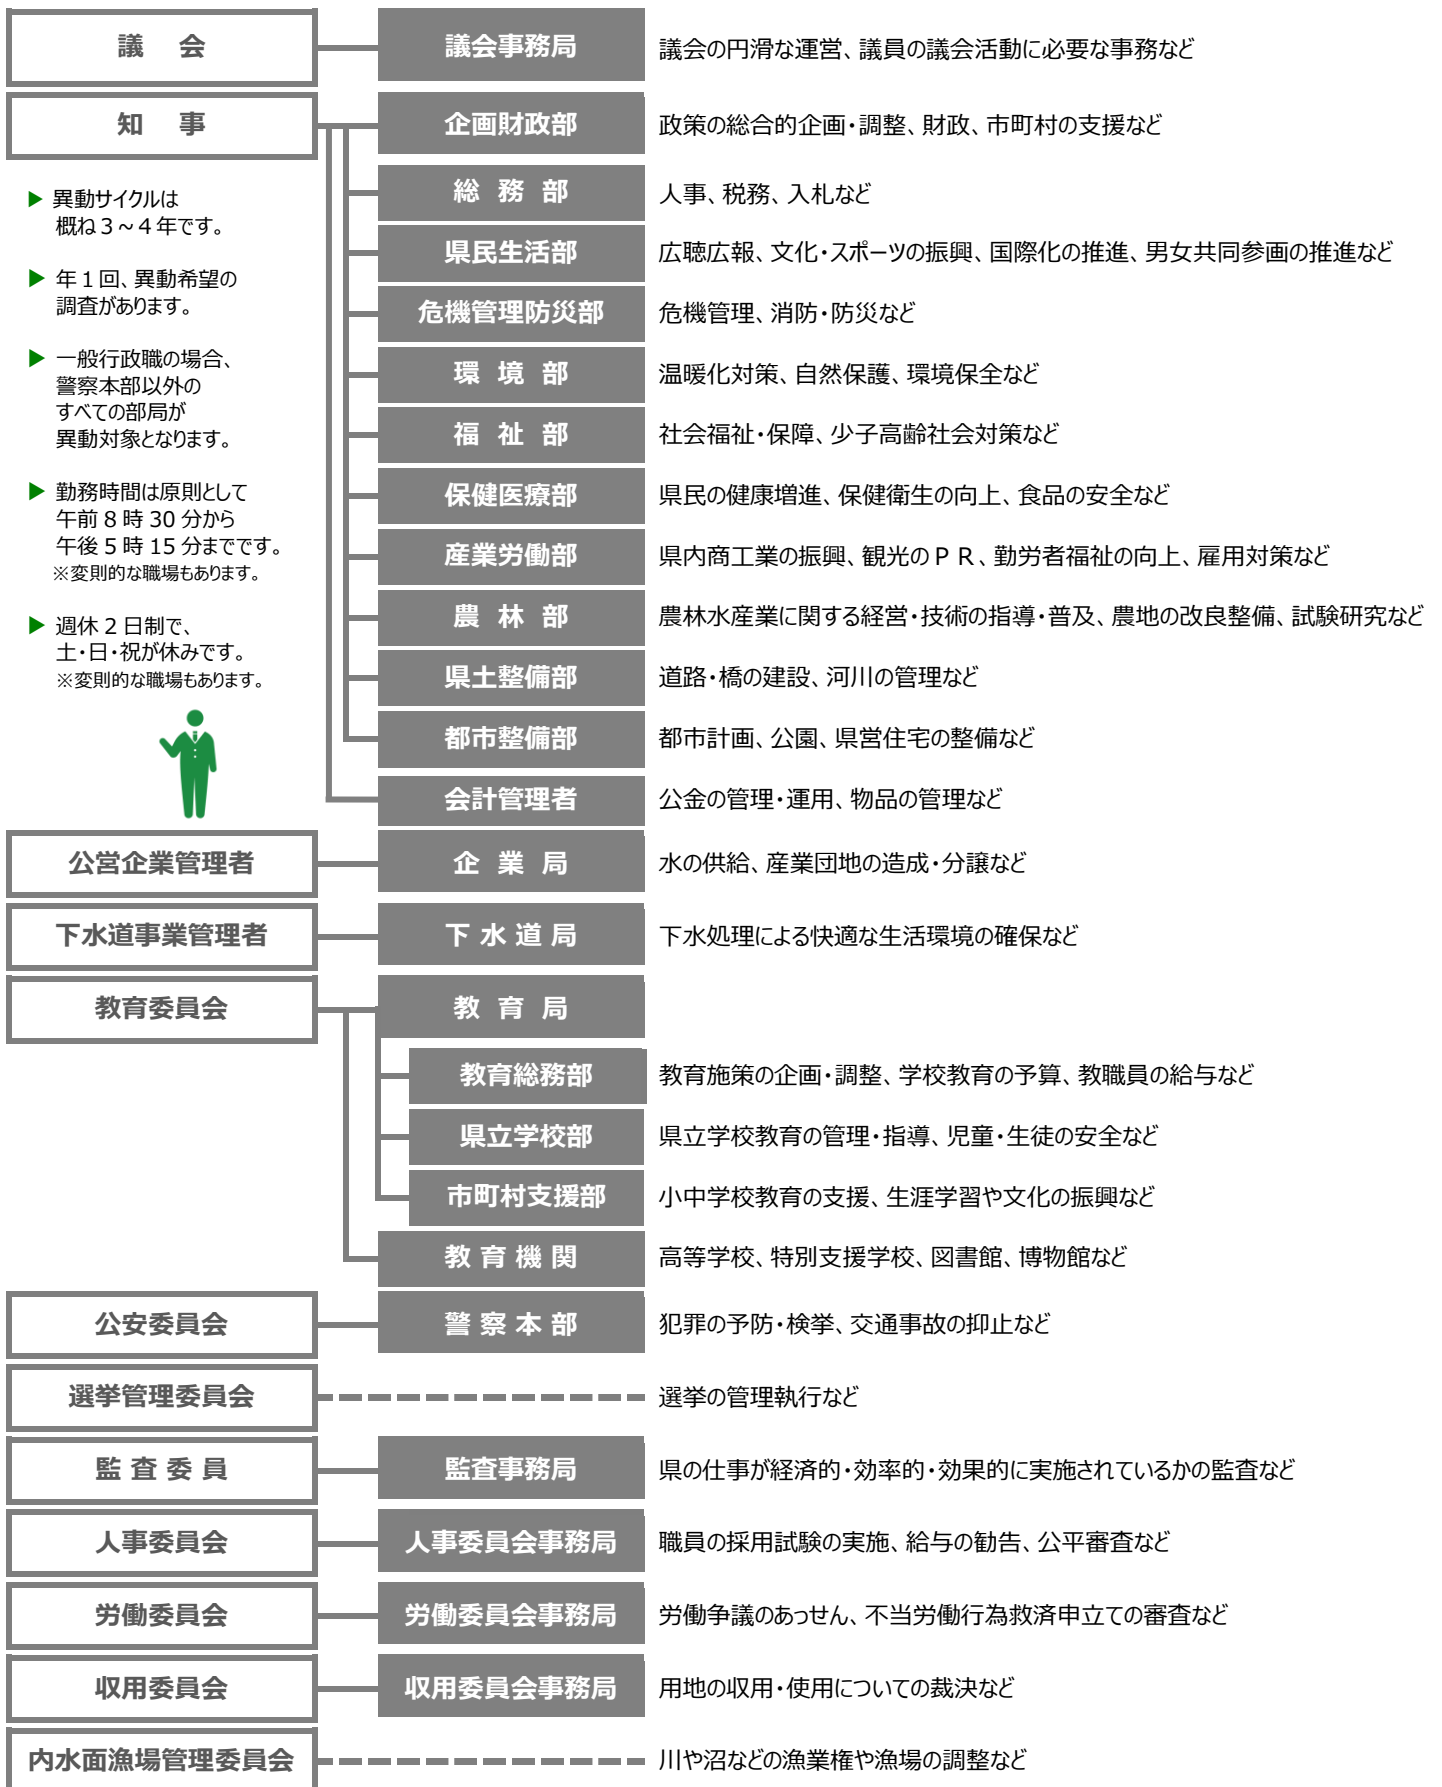 議　会　議会事務局　議会の円滑な運営、議員の議会活動に必要な事務など
知　事　企画財政部　政策の総合的企画・調整、財政、市町村の支援など
▶ 異動サイクルは
概ね３~４年です。
▶ 年１回、異動希望の
調査があります。
▶ 一般行政職の場合、
警察本部以外の
すべての部局が
異動対象となります。
▶ 勤務時間は原則として
午前８時 30 分から
午後５時 15 分までです。
※変則的な職場もあります。
▶ 週休２日制で、
土・日・祝が休みです。
※変則的な職場もあります。
総 務 部　人事、税務、入札など
県民生活部　広聴広報、文化・スポーツの振興、国際化の推進、男女共同参画の推進など
危機管理防災部　危機管理、消防・防災など
環 境 部　温暖化対策、自然保護、環境保全など
福 祉 部　社会福祉・保障、少子高齢社会対策など
保健医療部　県民の健康増進、保健衛生の向上、食品の安全など
産業労働部　県内商工業の振興、観光のＰＲ、勤労者福祉の向上、雇用対策など
農 林 部　農林水産業に関する経営・技術の指導・普及、農地の改良整備、試験研究など
県土整備部　道路・橋の建設、河川の管理など
都市整備部　都市計画、公園、県営住宅の整備など
会計管理者　公金の管理・運用、物品の管理など
公営企業管理者　企 業 局　水の供給、産業団地の造成・分譲など
下水道事業管理者　下 水 道 局　下水処理による快適な生活環境の確保など
教育委員会　教 育 局
教育総務部　教育施策の企画・調整、学校教育の予算、教職員の給与など
県立学校部　県立学校教育の管理・指導、児童・生徒の安全など
市町村支援部　小中学校教育の支援、生涯学習や文化の振興など
教 育 機 関　高等学校、特別支援学校、図書館、博物館など
公安委員会　警 察 本 部　犯罪の予防・検挙、交通事故の抑止など
選挙管理委員会　選挙の管理執行など
監 査 委 員　監査事務局　県の仕事が経済的・効率的・効果的に実施されているかの監査など
人事委員会　人事委員会事務局　職員の採用試験の実施、給与の勧告、公平審査など
労働委員会　労働委員会事務局　労働争議のあっせん、不当労働行為救済申立ての審査など
収用委員会　収用委員会事務局　用地の収用・使用についての裁決など
内水面漁場管理委員会　川や沼などの漁業権や漁場の調整など